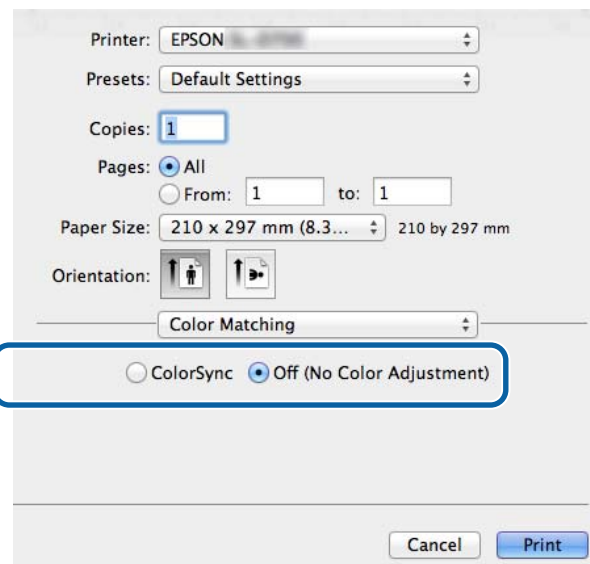 Printer: EPSON
Presets: Default Settings
Copies: 1
Pages: All
From: 1 to: 1
Paper Size: 210 x 297 mm (8.3... 210 by 297 mm
Orientation:
Color Matching
ColorSync Off (No Color Adjustment)
Cancel Print